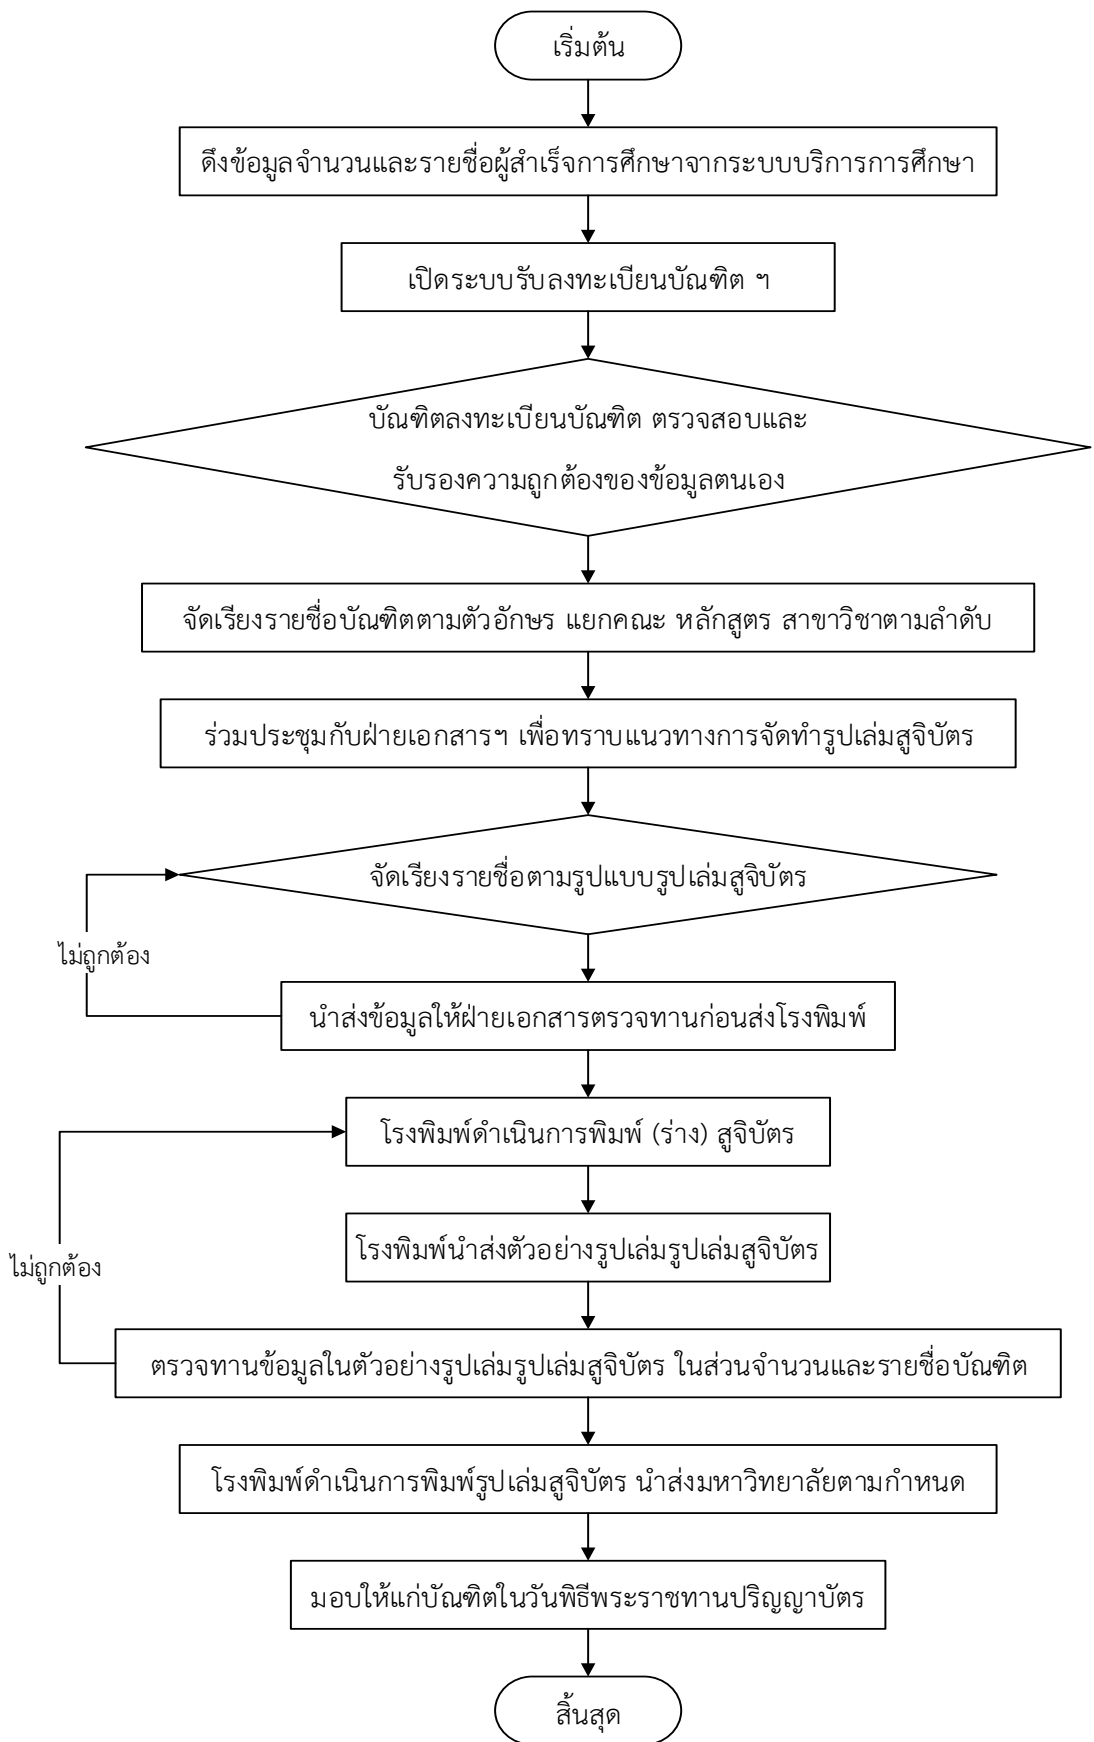 เริ่มต้น
ดึงข้อมูลจำนวนและรายชื่อผู้สำเร็จการศึกษาจากระบบบริการการศึกษา
เปิดระบบรับลงทะเบียนบัณฑิต ฯ
บัณฑิตลงทะเบียนบัณฑิต ตรวจสอบและ
รับรองความถูกต้องของข้อมูลตนเอง
จัดเรียงรายชื่อบัณฑิตตามตัวอักษร แยกคณะ หลักสูตร สาขาวิชาตามลำดับ
ร่วมประชุมกับฝ่ายเอกสารฯ เพื่อทราบแนวทางการจัดทำรูปเล่มสูจิบัตร
จัดเรียงรายชื่อตามรูปแบบรูปเล่มสูจิบัตร
ไม่ถูกต้อง
นำส่งข้อมูลให้ฝ่ายเอกสารตรวจทานก่อนส่งโรงพิมพ์
โรงพิมพ์ดำเนินการพิมพ์ (ร่าง) สูจิบัตร
โรงพิมพ์นำส่งตัวอย่างรูปเล่มรูปเล่มสูจิบัตร
ไม่ถูกต้อง
ตรวจทานข้อมูลในตัวอย่างรูปเล่มรูปเล่มสูจิบัตร ในส่วนจำนวนและรายชื่อบัณฑิต
โรงพิมพ์ดำเนินการพิมพ์รูปเล่มสูจิบัตร นำส่งมหาวิทยาลัยตามกำหนด
มอบให้แก่บัณฑิตในวันพิธีพระราชทานปริญญาบัตร
สิ้นสุด